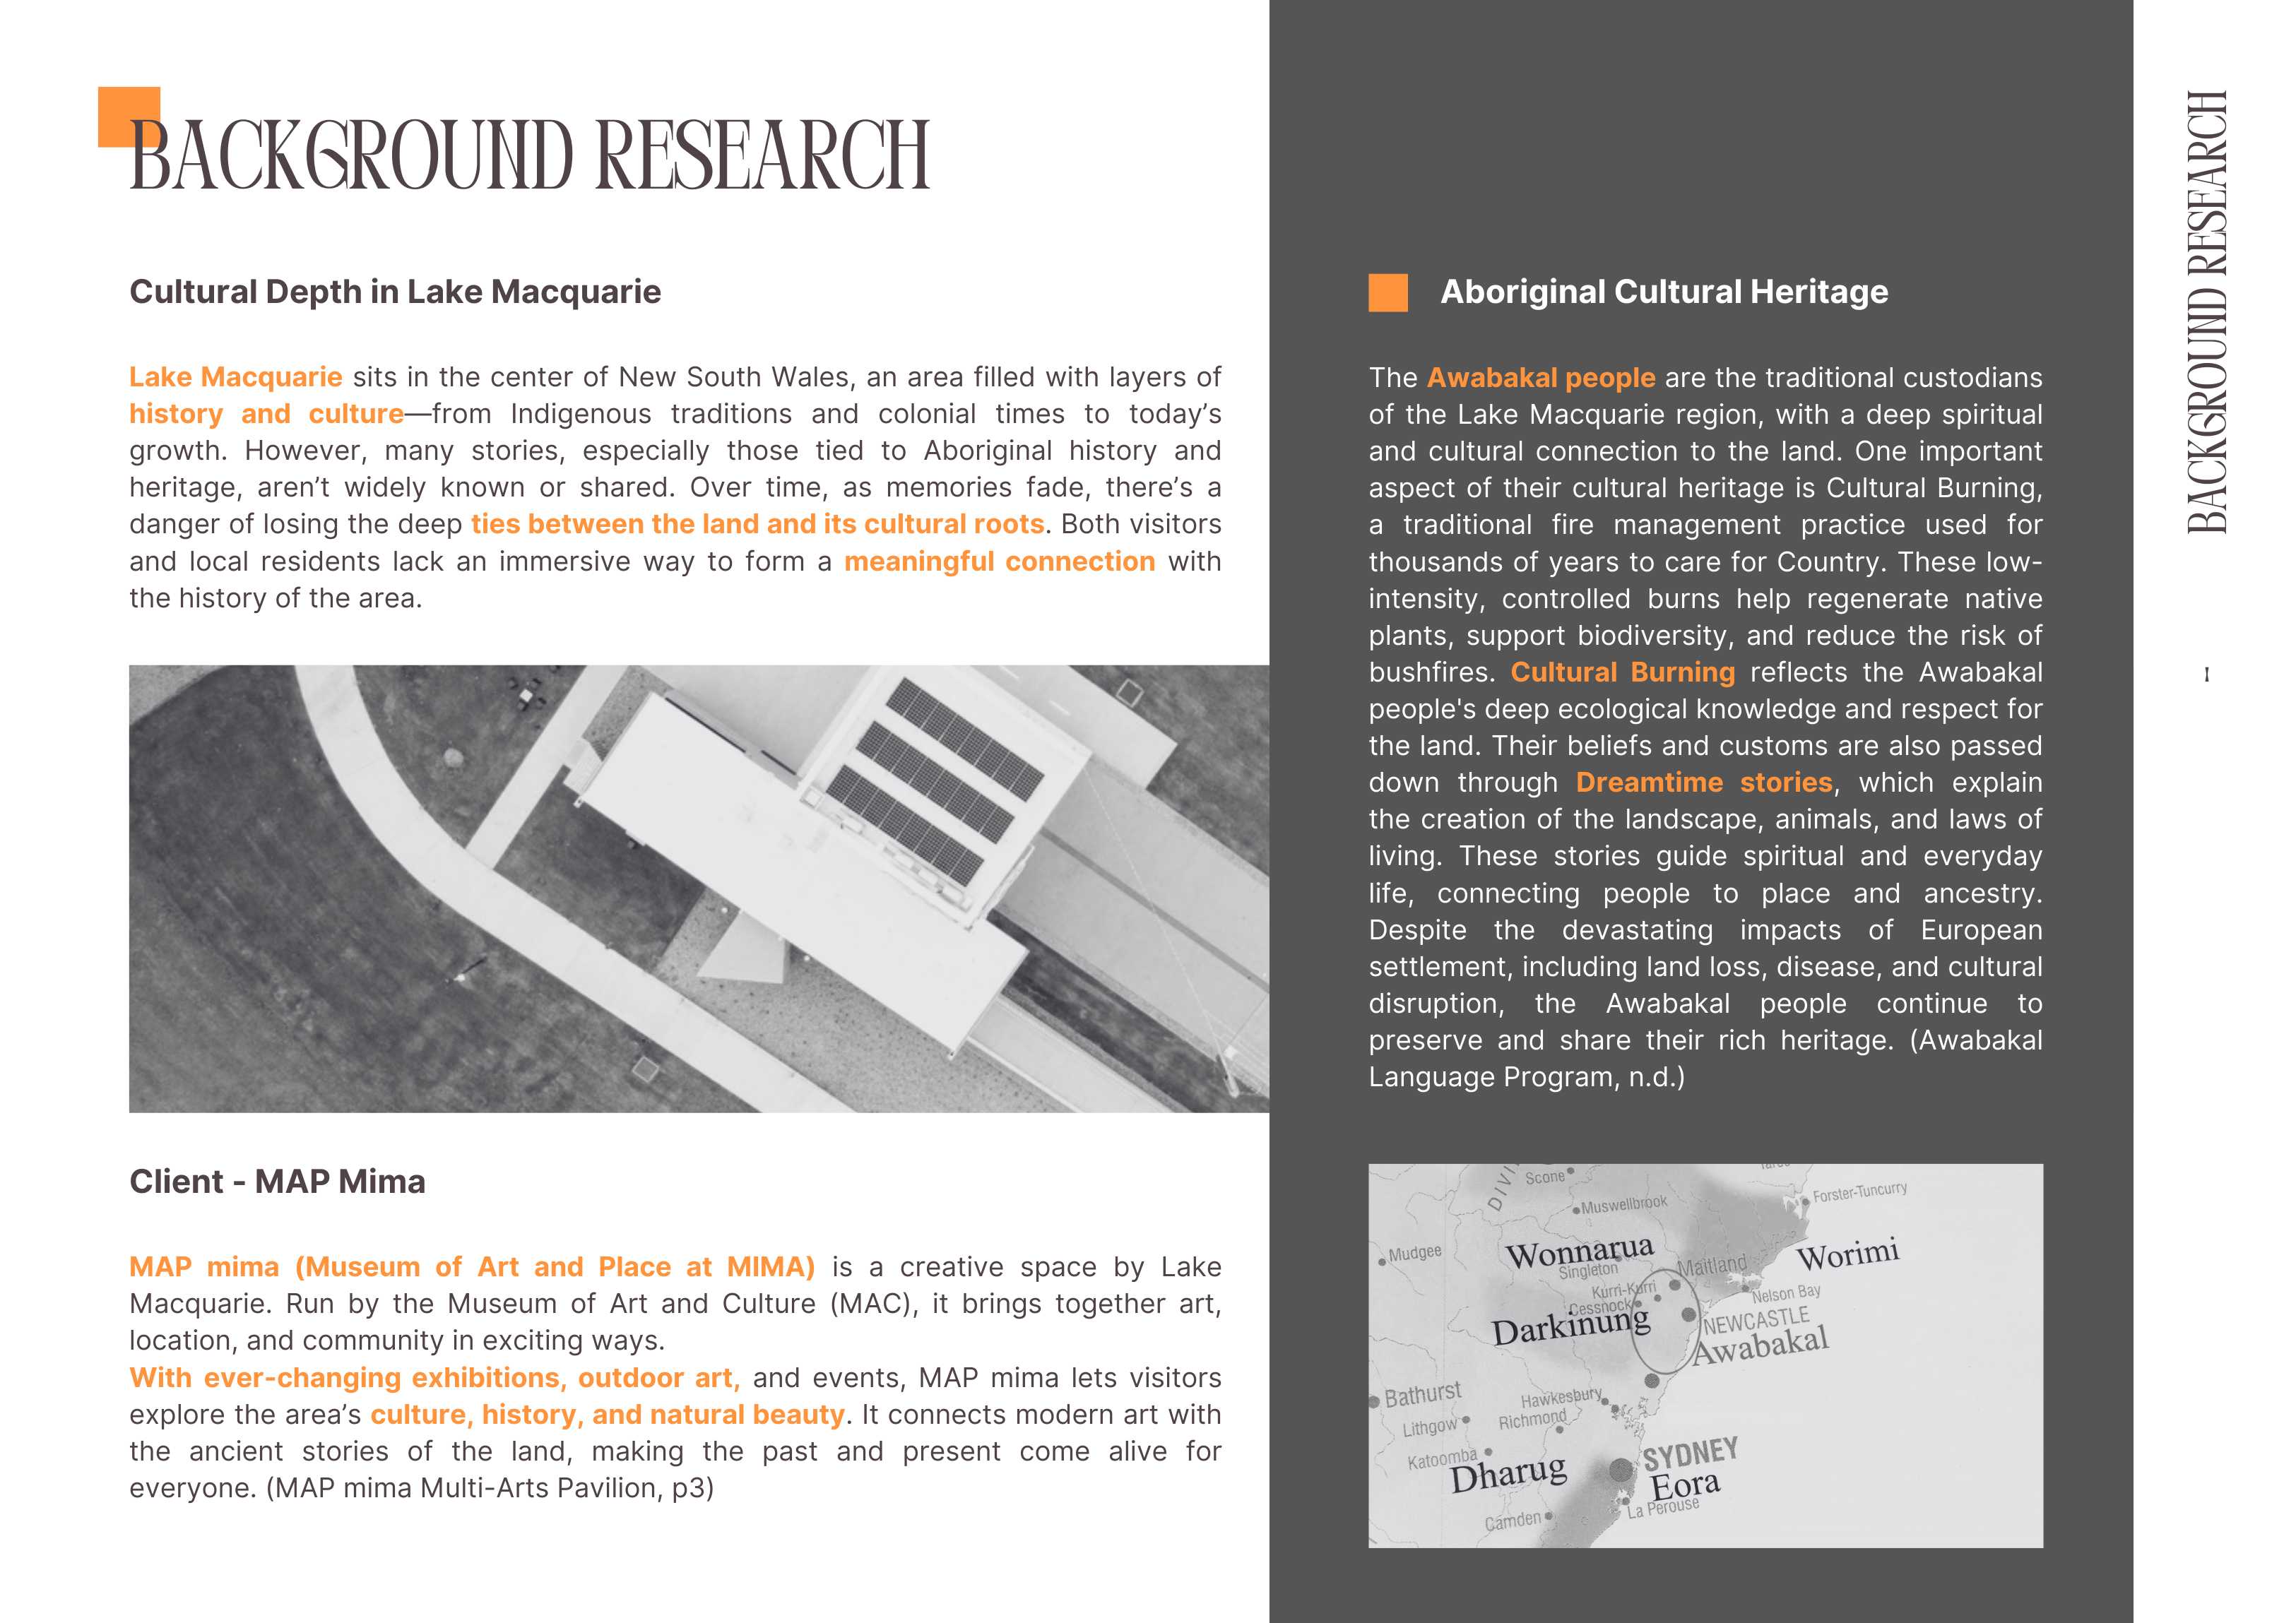 BACKGROUND RESEARCH
Cultural Depth in Lake Macquarie
Lake Macquarie sits in the center of New South Wales, an area filled with layers of
history and culture—from Indigenous traditions and colonial times to today’s
growth. However, many stories, especially those tied to Aboriginal history and
heritage, aren’t widely known or shared. Over time, as memories fade, there’s a
danger of losing the deep ties between the land and its cultural roots. Both visitors
and local residents lack an immersive way to form a meaningful connection with
the history of the area.
Client - MAP Mima
MAP mima (Museum of Art and Place at MIMA) is a creative space by Lake
Macquarie. Run by the Museum of Art and Culture (MAC), it brings together art,
location, and community in exciting ways.
With ever-changing exhibitions, outdoor art, and events, MAP mima lets visitors
explore the area’s culture, history, and natural beauty. It connects modern art with
the ancient stories of the land, making the past and present come alive for
everyone. (MAP mima Multi-Arts Pavilion, p3)
Aboriginal Cultural Heritage
The Awabakal people are the traditional custodians
of the Lake Macquarie region, with a deep spiritual
and cultural connection to the land. One important
aspect of their cultural heritage is Cultural Burning,
a traditional fire management practice used for
thousands of years to care for Country. These low-
intensity, controlled burns help regenerate native
plants, support biodiversity, and reduce the risk of
bushfires. Cultural Burning reflects the Awabakal
people's deep ecological knowledge and respect for
the land. Their beliefs and customs are also passed
down through Dreamtime stories, which explain
the creation of the landscape, animals, and laws of
living. These stories guide spiritual and everyday
life, connecting people to place and ancestry.
Despite the devastating impacts of European
settlement, including land loss, disease, and cultural
disruption, the Awabakal people continue to
preserve and share their rich heritage. (Awabakal
Language Program, n.d.)
DIVI
Scone
Muswellbrook
Forster-Tuncurry
Mudgee
Wonnarua
Singleton
Maitland
Worimi
Kurri-Kurri
Cessnock
Nelson Bay
Darkinung
NEWCASTLE
Awabakal
Bathurst
Hawkesbury
Lithgow
Richmond
Katoomba
SYDNEY
Dharug
Eora
La Perouse
Camden
BACKGROUND RESEARCH
1